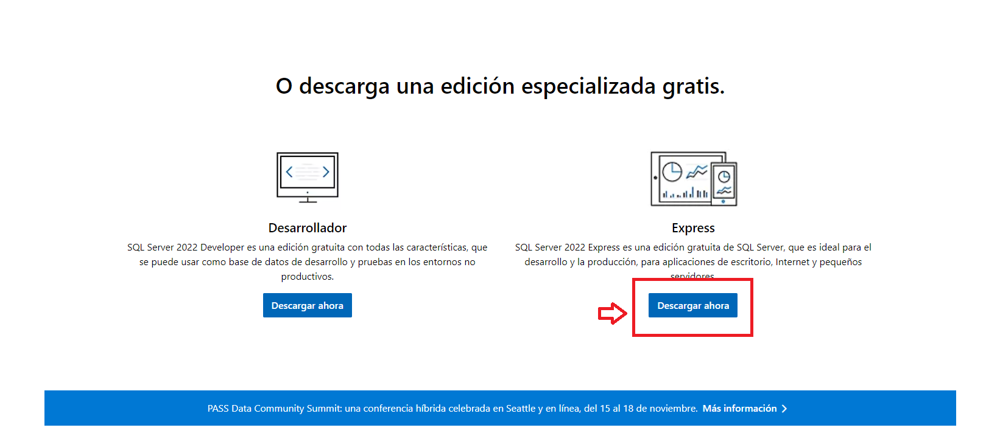 O descarga una edición especializada gratis.
Desarrollador
SQL Server 2022 Developer es una edición gratuita con todas las características, que
se puede usar como base de datos de desarrollo y pruebas en los entornos no
productivos.
Descargar ahora
Express
SQL Server 2022 Express es una edición gratuita de SQL Server, que es ideal para el
desarrollo y la producción, para aplicaciones de escritorio, Internet y pequeños
servidores.
Descargar ahora
PASS Data Community Summit: una conferencia híbrida celebrada en Seattle y en línea, del 15 al 18 de noviembre. Más información